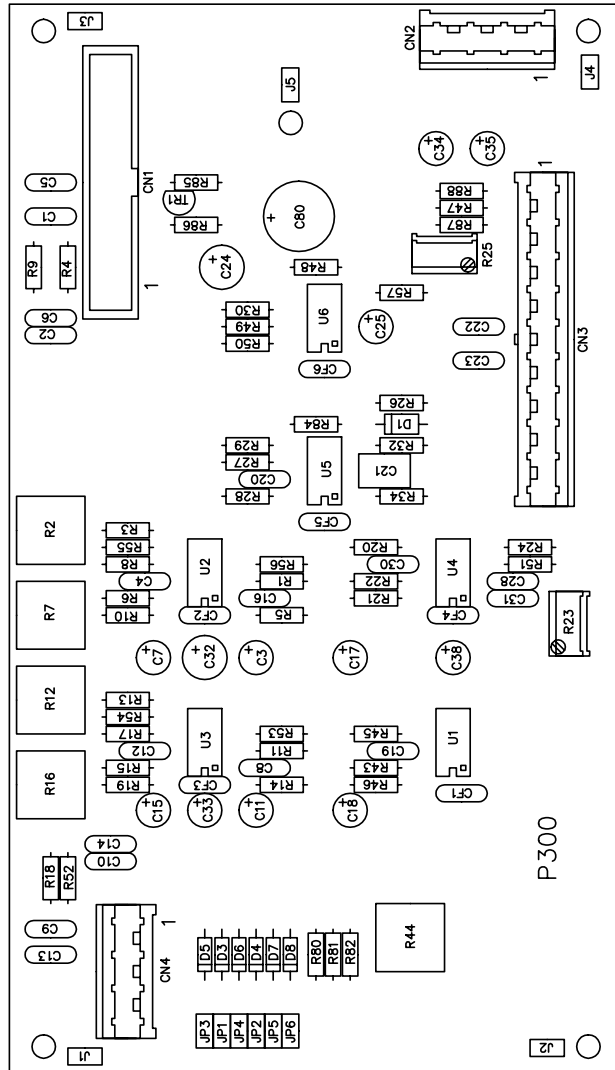 J3
CN2
J4
J5
C34
C35
1
CN1
C5
R85
TR1
C1
R86
C80
R88
R47
R87
R25
1
R9
R4
C24
R48
1
R57
R30
R49
R50
U6
C25
C6
C2
C22
C23
CN3
CF6
R26
D1
R84
R29
R27
C20
R28
R32
U5
C21
R34
CF5
R2
R3
R55
R8
C4
R6
R10
U2
CF2
R56
R1
C16
R5
R20
C30
R22
R21
U4
CF4
R24
R51
C28
C31
R7
R23
C7
C32
C3
C17
C38
R12
R13
R54
R17
C12
R15
R19
U3
CF3
R53
R11
C8
R14
R45
C19
R43
R46
U1
CF1
R16
C15
C33
C11
C18
C14
C10
R18
R52
P300
C9
C13
1
CN4
D5
D3
D6
D4
D7
D8
R80
R81
R82
R44
JP3
JP1
JP4
JP2
JP5
JP6
J1
J2